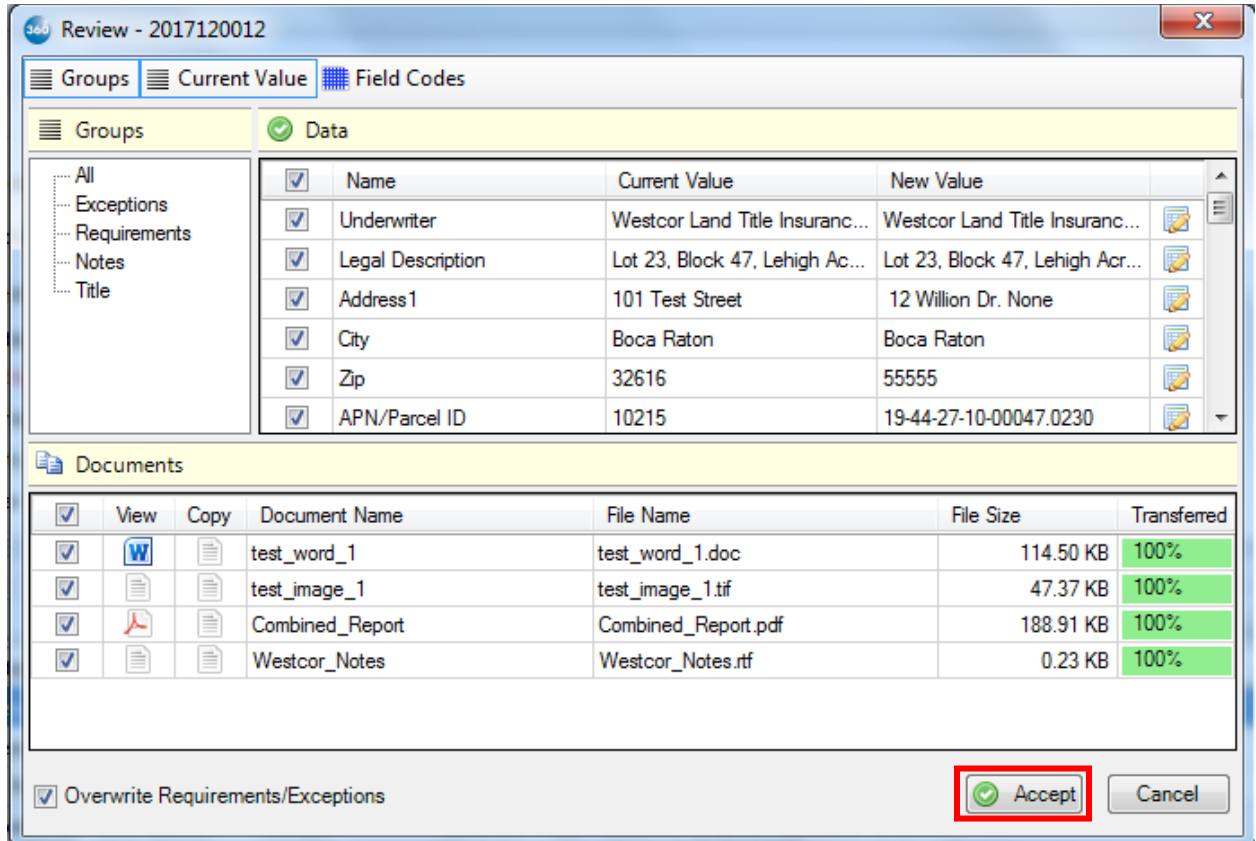 360 Review - 2017120012 X
Groups Current Value Field Codes
Groups
Data
All
Exceptions
Requirements
Notes
Title
Name Current Value New Value
Underwriter Westcor Land Title Insuranc... Westcor Land Title Insuranc...
Legal Description Lot 23, Block 47, Lehigh Ac... Lot 23, Block 47, Lehigh Acr...
Address1 101 Test Street 12 Willion Dr. None
City Boca Raton Boca Raton
Zip 32616 55555
APN/Parcel ID 10215 19-44-27-10-00047.0230
Documents
View Copy Document Name File Name File Size Transferred
W test_word_1 test_word_1.doc 114.50 KB 100%
test_image_1 test_image_1.tif 47.37 KB 100%
Combined_Report Combined_Report.pdf 188.91 KB 100%
Westcor_Notes Westcor_Notes.rtf 0.23 KB 100%
Overwrite Requirements/Exceptions Accept Cancel